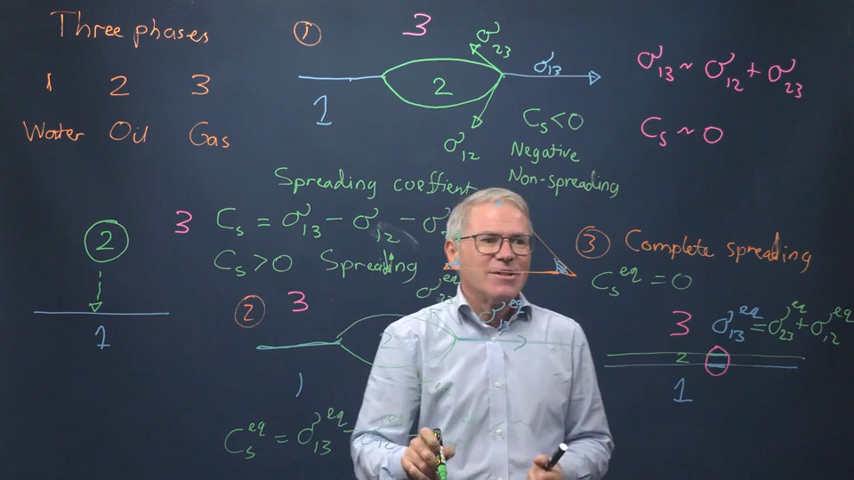 Three phases
1 2 3
Water Oil Gas
① 3
1 2
σ₂₃
σ₁₃
σ₁₂
Cₛ<0
Negative
Non-spreading
σ₁₃ ~ σ₁₂ + σ₂₃
Cₛ ~ 0
Spreading coeffient
2 3
1
Cₛ = σ₁₃ − σ₁₂ − σ
Cₛ>0 Spreading
② 3
2
1
Cₛ^eq = σ₁₃^eq
③ Complete spreading
Cₛ^eq = 0
3 σ₁₃^eq = σ₂₃^eq + σ₁₂^eq
2
1